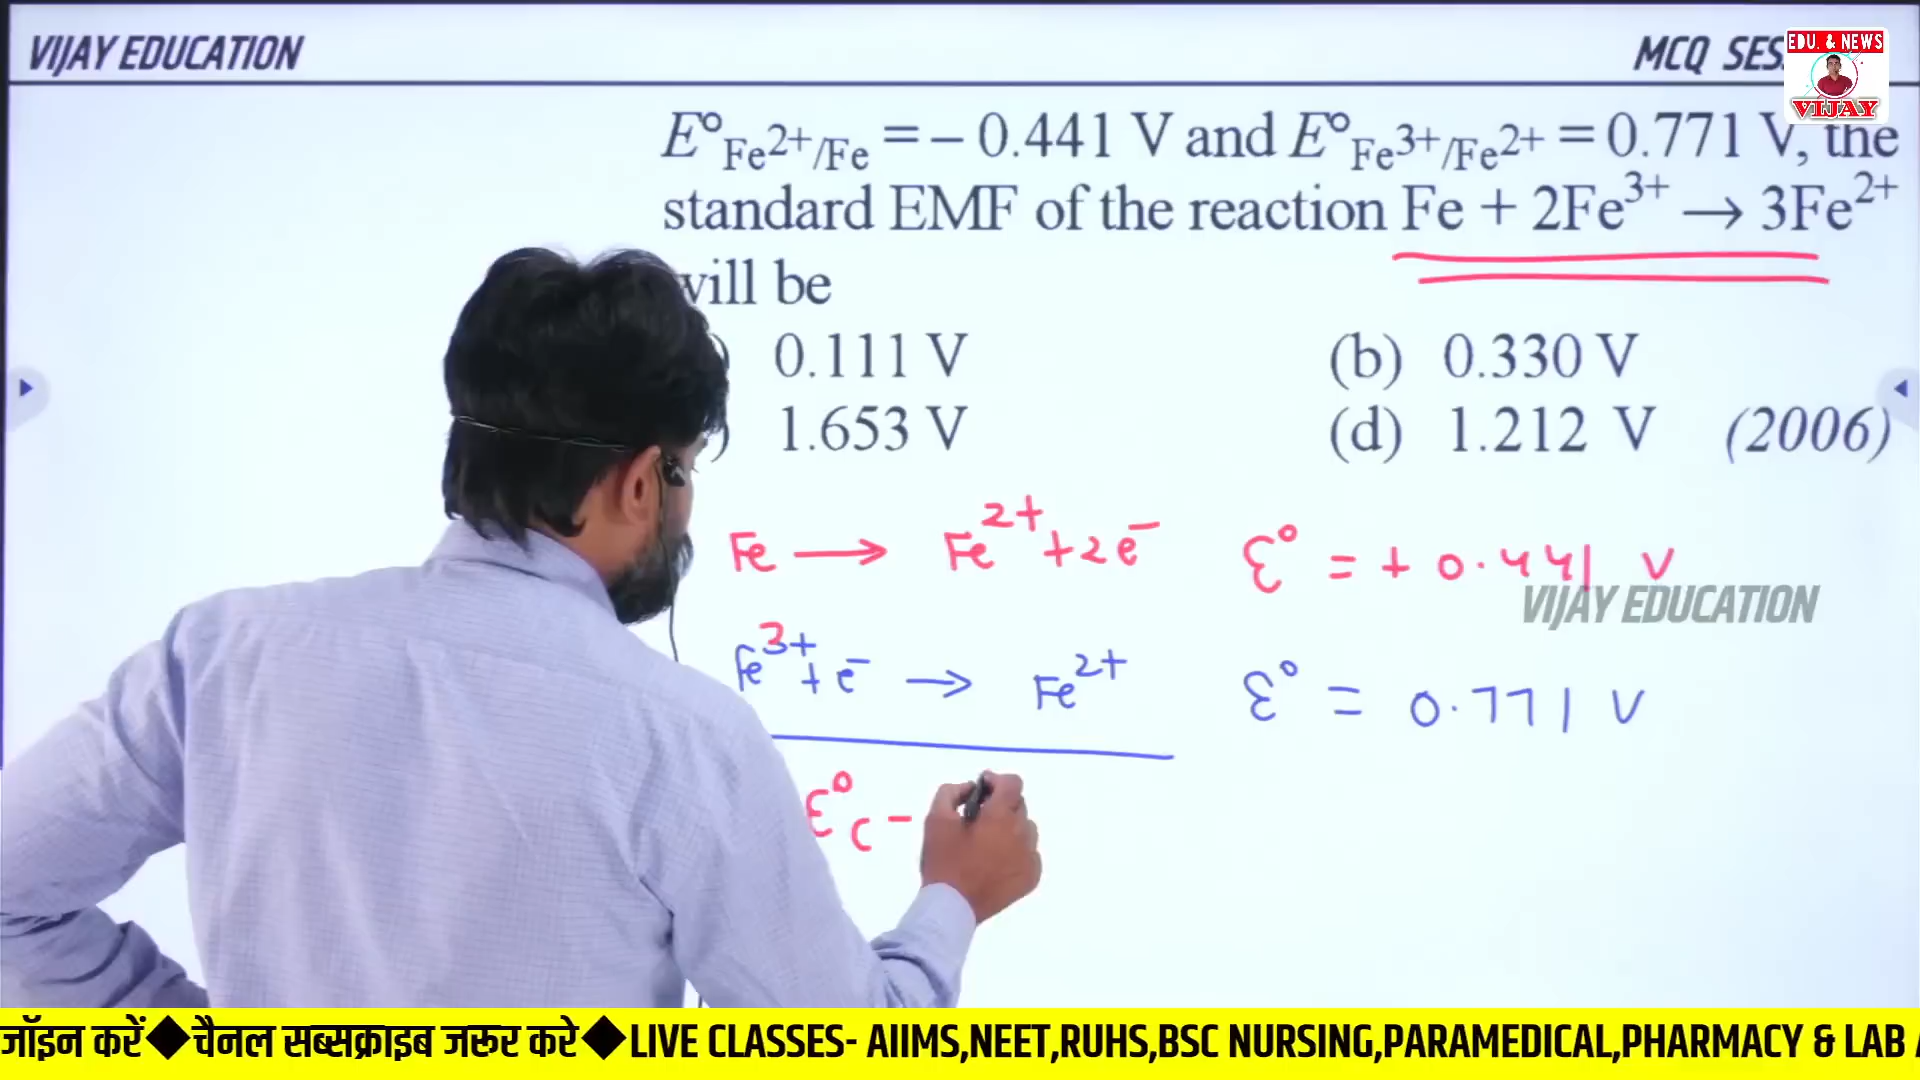 VIJAY EDUCATION
MCQ SES
EDU. & NEWS
VIJAY
E°Fe2+/Fe = – 0.441 V and E°Fe3+/Fe2+ = 0.771 V, the
standard EMF of the reaction Fe + 2Fe3+ → 3Fe2+
will be
) 0.111 V (b) 0.330 V
) 1.653 V (d) 1.212 V (2006)
Fe → Fe2+ + 2e– ε° = + 0.441 V
VIJAY EDUCATION
Fe3+ + e– → Fe2+ ε° = 0.771 V
ε°c –
जॉइन करें◆चैनल सब्सक्राइब जरूर करे◆LIVE CLASSES- AIIMS,NEET,RUHS,BSC NURSING,PARAMEDICAL,PHARMACY & LAB